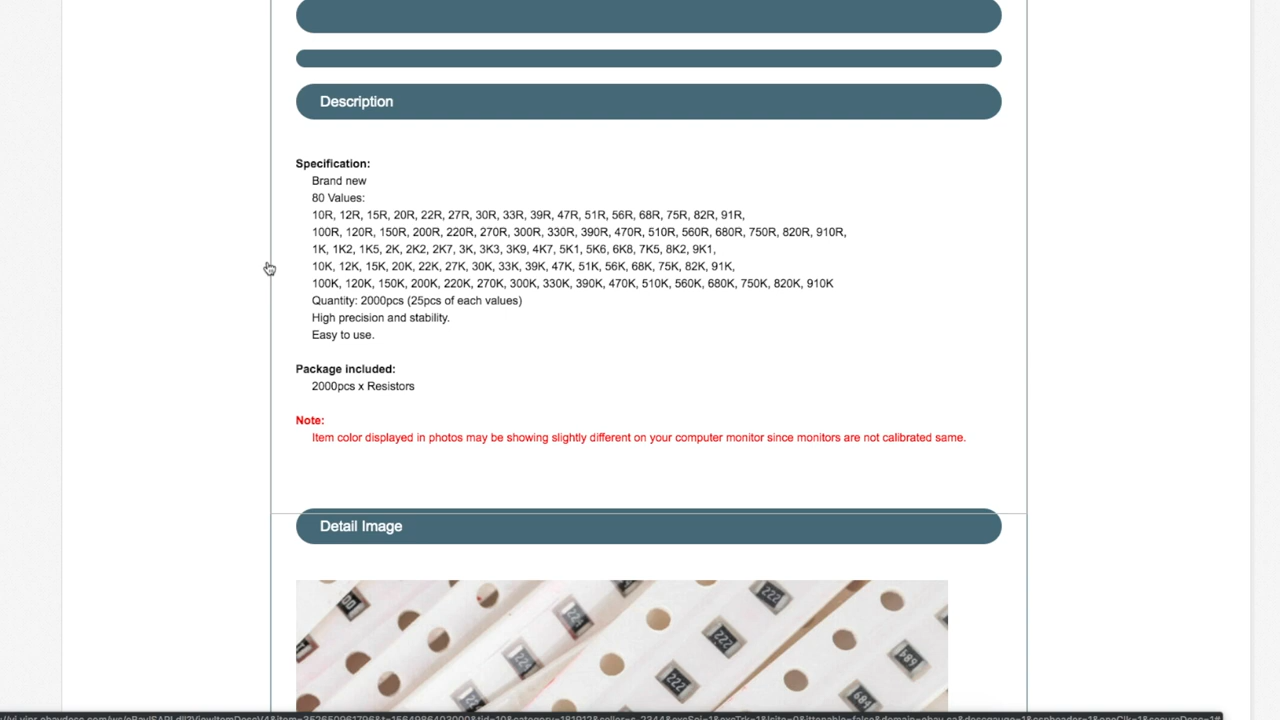 Description
Specification:
Brand new
80 Values:
10R, 12R, 15R, 20R, 22R, 27R, 30R, 33R, 39R, 47R, 51R, 56R, 68R, 75R, 82R, 91R,
100R, 120R, 150R, 200R, 220R, 270R, 300R, 330R, 390R, 470R, 510R, 560R, 680R, 750R, 820R, 910R,
1K, 1K2, 1K5, 2K, 2K2, 2K7, 3K, 3K3, 3K9, 4K7, 5K1, 5K6, 6K8, 7K5, 8K2, 9K1,
10K, 12K, 15K, 20K, 22K, 27K, 30K, 33K, 39K, 47K, 51K, 56K, 68K, 75K, 82K, 91K,
100K, 120K, 150K, 200K, 220K, 270K, 300K, 330K, 390K, 470K, 510K, 560K, 680K, 750K, 820K, 910K
Quantity: 2000pcs (25pcs of each values)
High precision and stability.
Easy to use.
Package included:
2000pcs x Resistors
Note:
Item color displayed in photos may be showing slightly different on your computer monitor since monitors are not calibrated same.
Detail Image
222
222
222
684
684